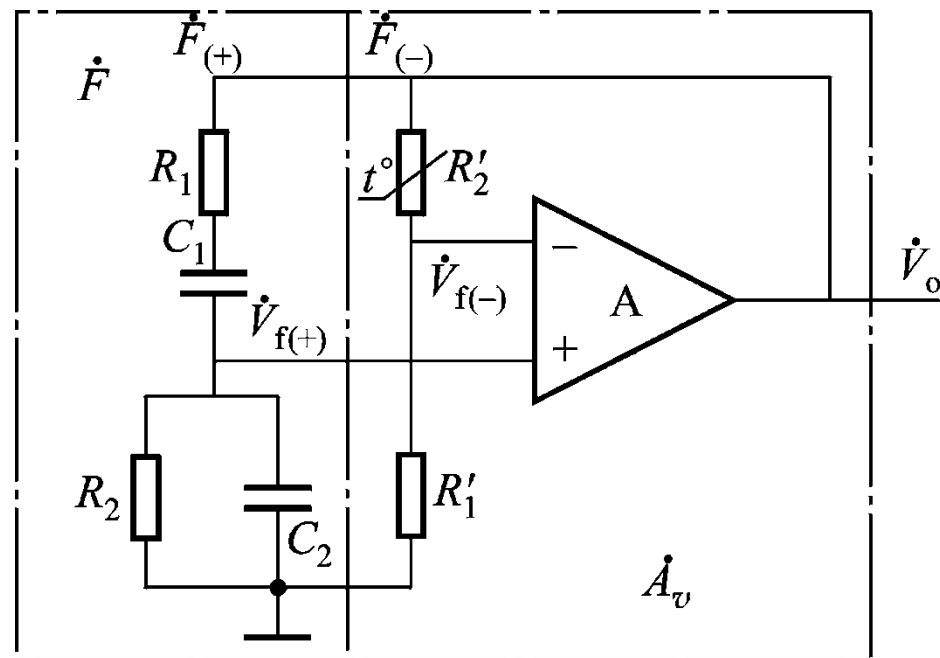 Ḟ(+) Ḟ(−)
Ḟ
R₁ t° R′₂
C₁
−
V̇f(−) A V̇o
V̇f(+)
+
R₂ C₂ R′₁
Ȧv